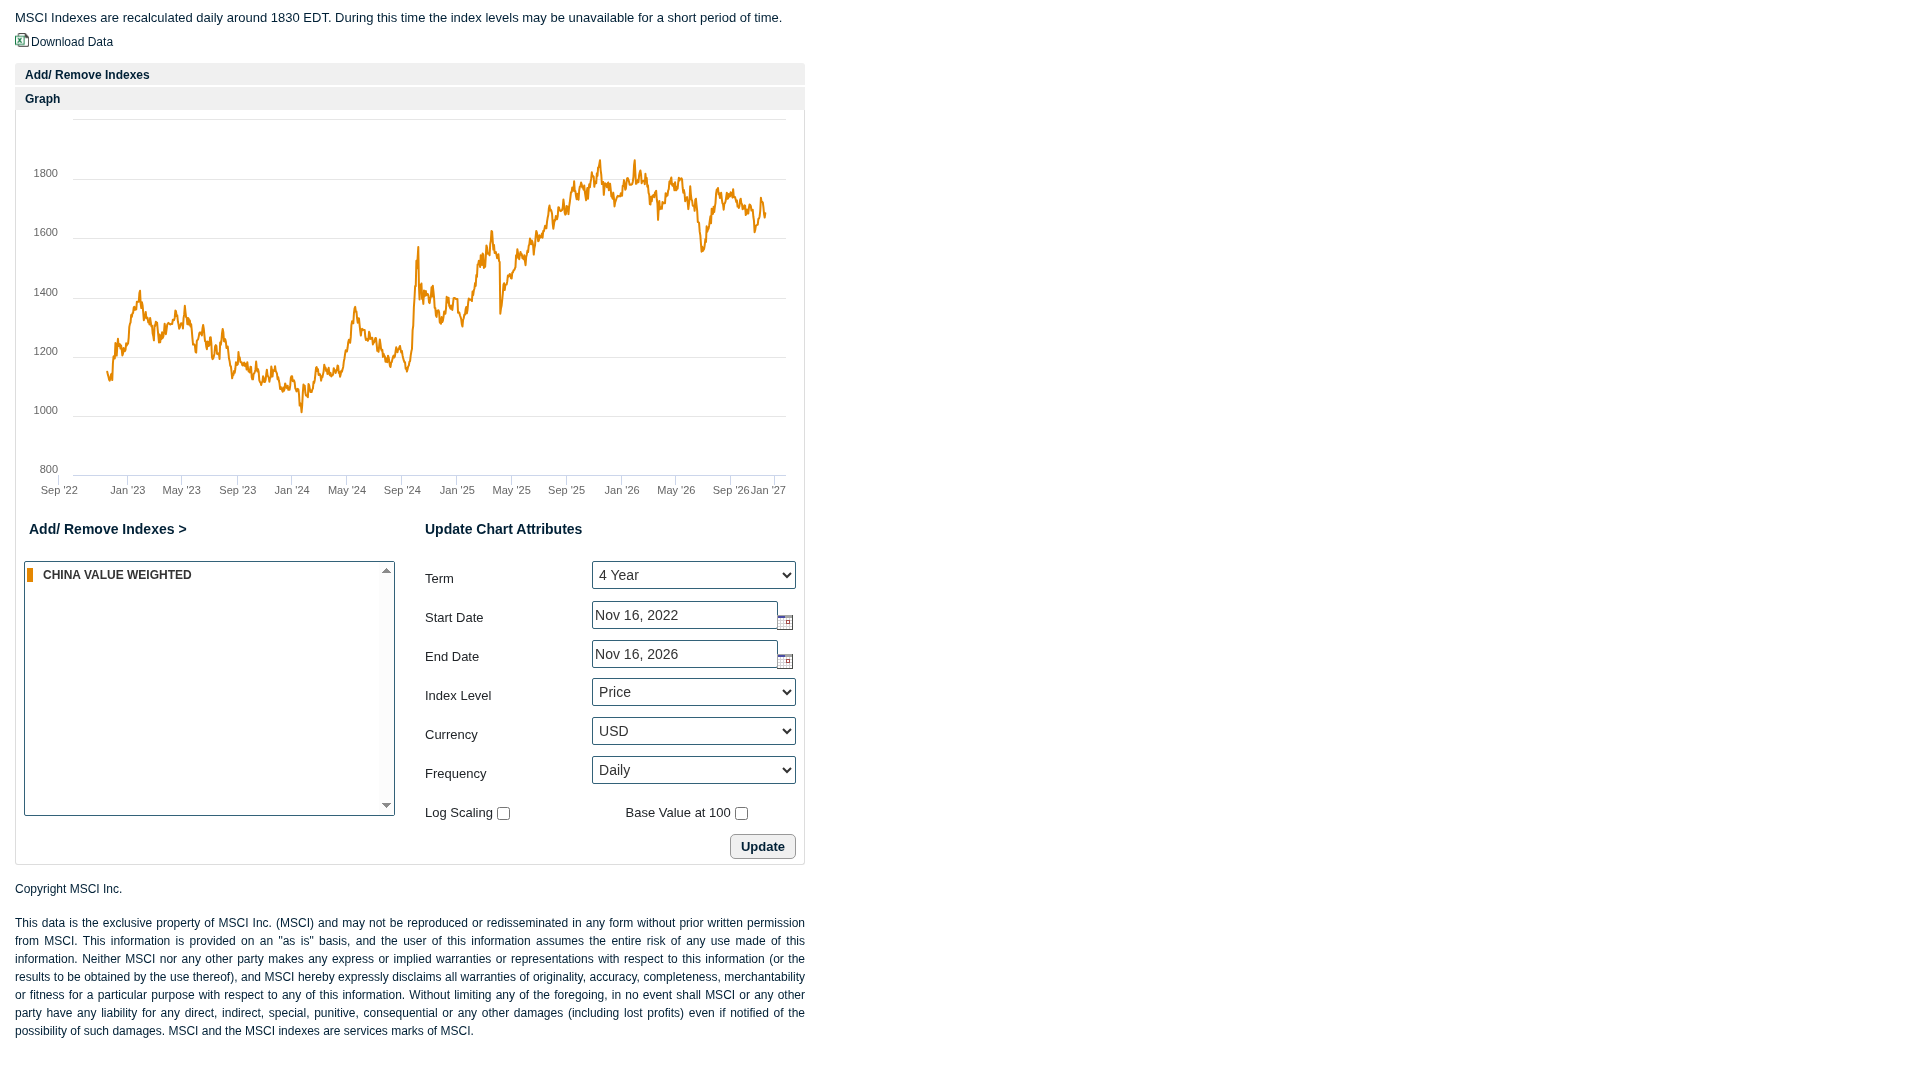 MSCI Indexes are recalculated daily around 1830 EDT. During this time the index levels may be unavailable for a short period of time.
Download Data
Add/ Remove Indexes
Graph
1800
1600
1400
1200
1000
800
Sep '22 Jan '23 May '23 Sep '23 Jan '24 May '24 Sep '24 Jan '25 May '25 Sep '25 Jan '26 May '26 Sep '26 Jan '27
Add/ Remove Indexes >
CHINA VALUE WEIGHTED
Update Chart Attributes
Term 4 Year
Start Date Nov 16, 2022
End Date Nov 16, 2026
Index Level Price
Currency USD
Frequency Daily
Log Scaling Base Value at 100
Update
Copyright MSCI Inc.
This data is the exclusive property of MSCI Inc. (MSCI) and may not be reproduced or redisseminated in any form without prior written permission
from MSCI. This information is provided on an "as is" basis, and the user of this information assumes the entire risk of any use made of this
information. Neither MSCI nor any other party makes any express or implied warranties or representations with respect to this information (or the
results to be obtained by the use thereof), and MSCI hereby expressly disclaims all warranties of originality, accuracy, completeness, merchantability
or fitness for a particular purpose with respect to any of this information. Without limiting any of the foregoing, in no event shall MSCI or any other
party have any liability for any direct, indirect, special, punitive, consequential or any other damages (including lost profits) even if notified of the
possibility of such damages. MSCI and the MSCI indexes are services marks of MSCI.